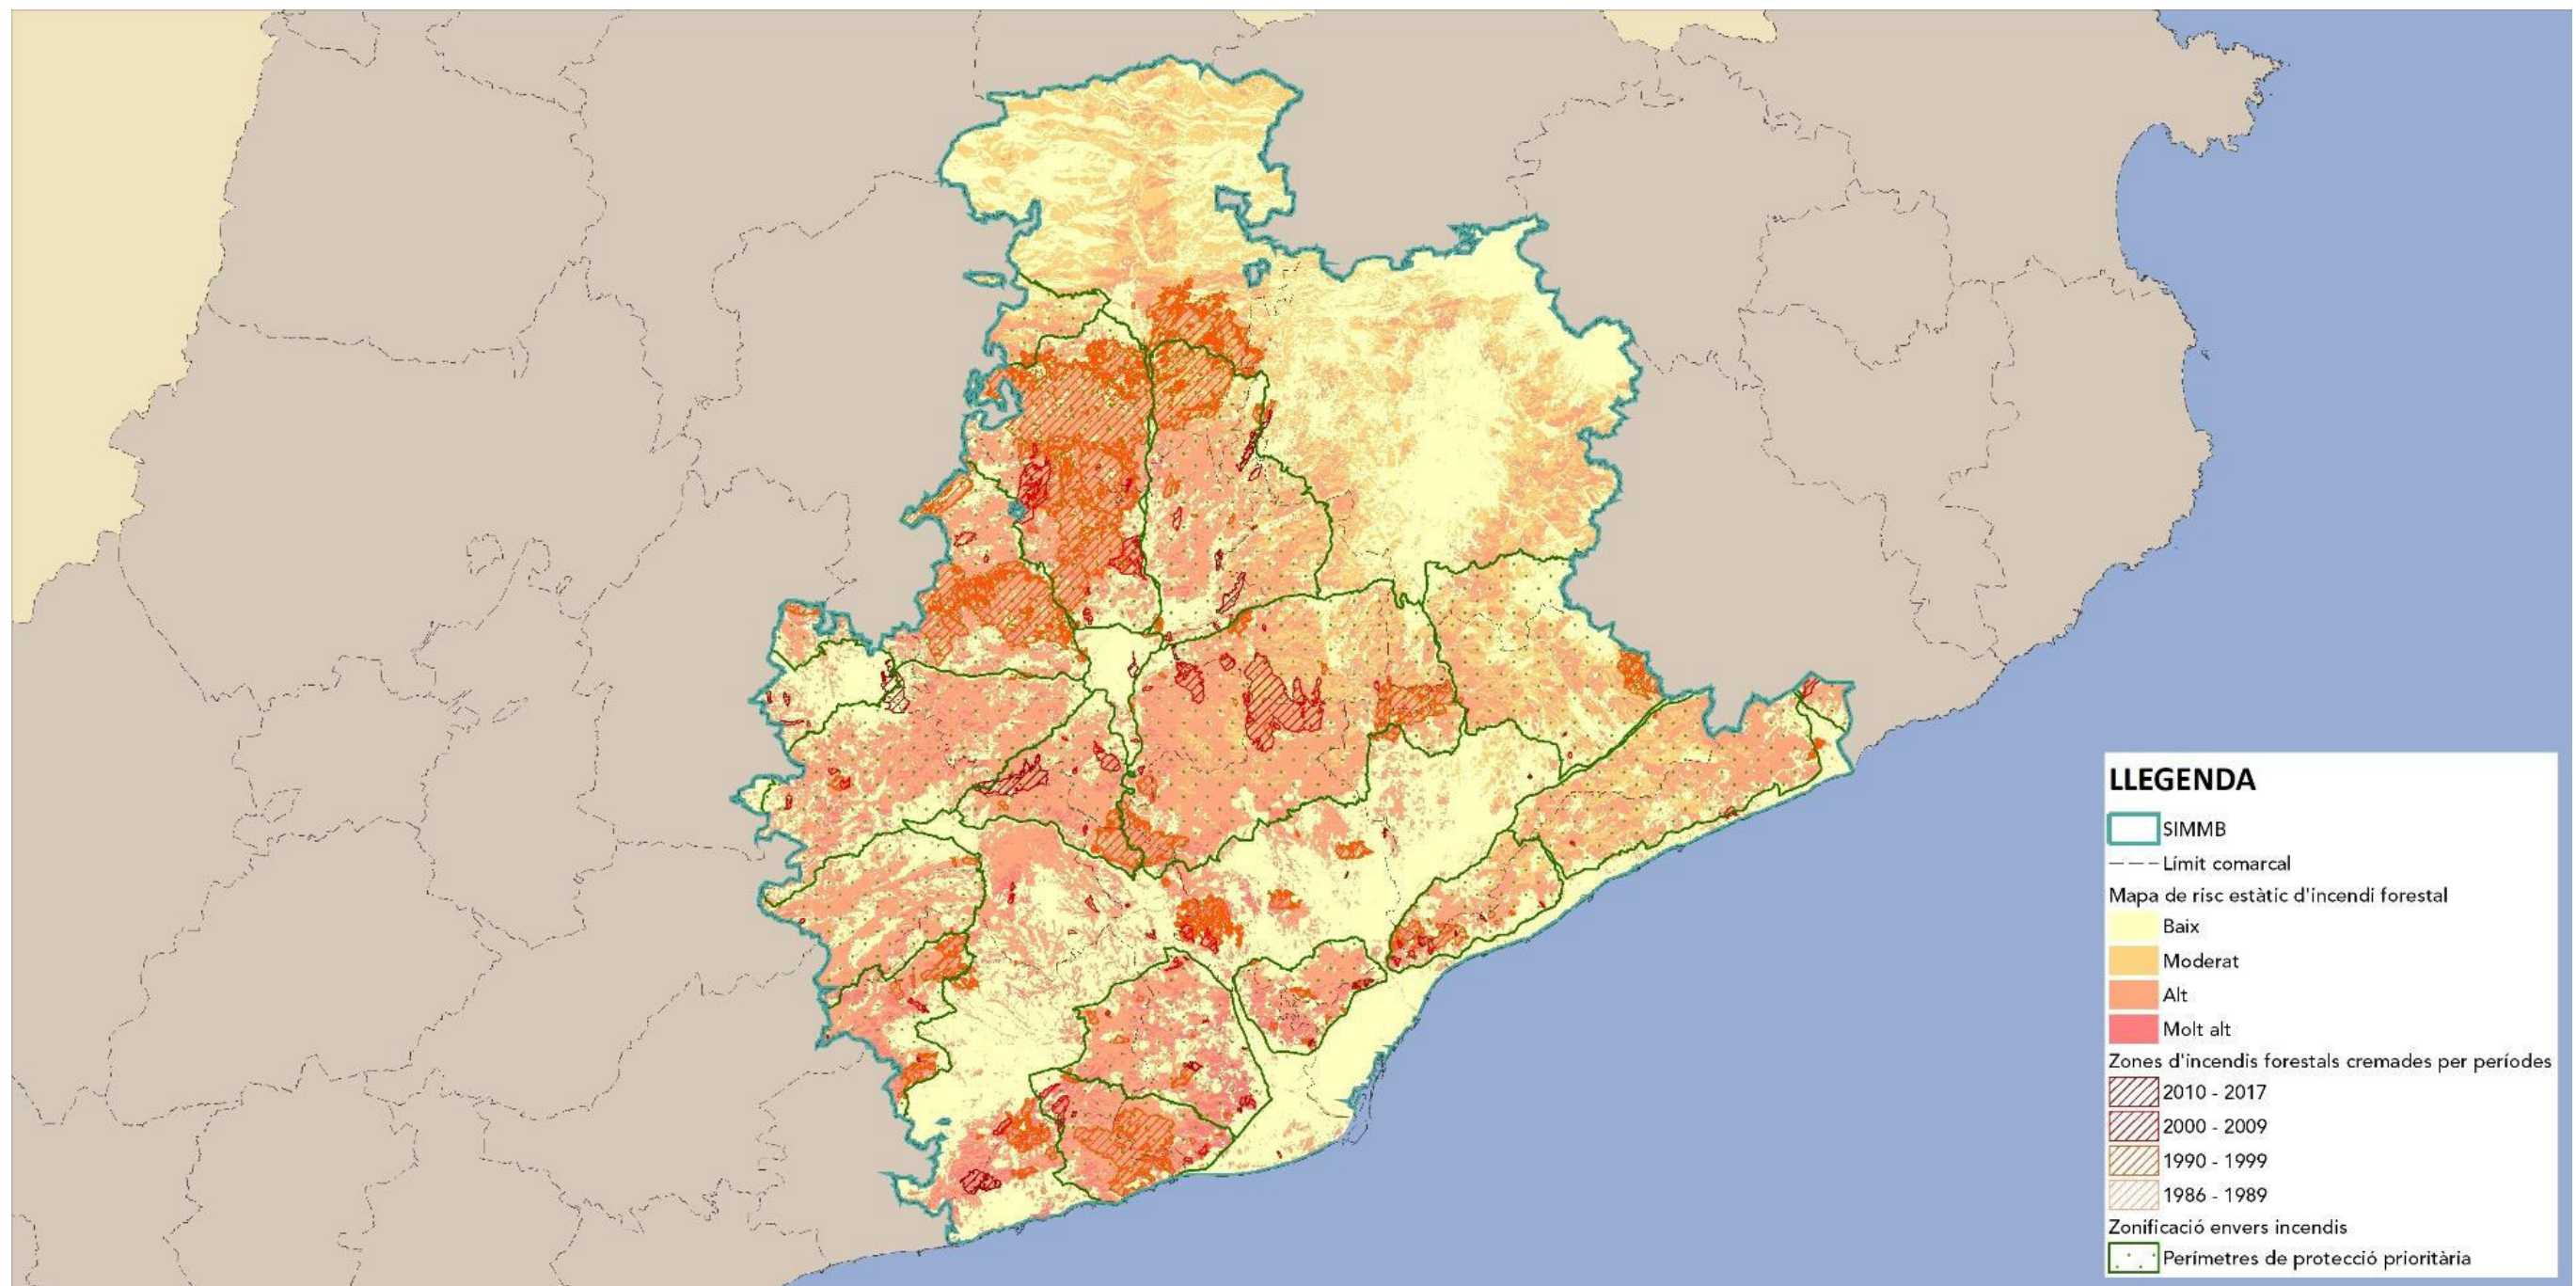 LLEGENDA
SIMMB
Límit comarcal
Mapa de risc estàtic d'incendi forestal
Baix
Moderat
Alt
Molt alt
Zones d'incendis forestals cremades per períodes
2010 - 2017
2000 - 2009
1990 - 1999
1986 - 1989
Zonificació envers incendis
Perímetres de protecció prioritària